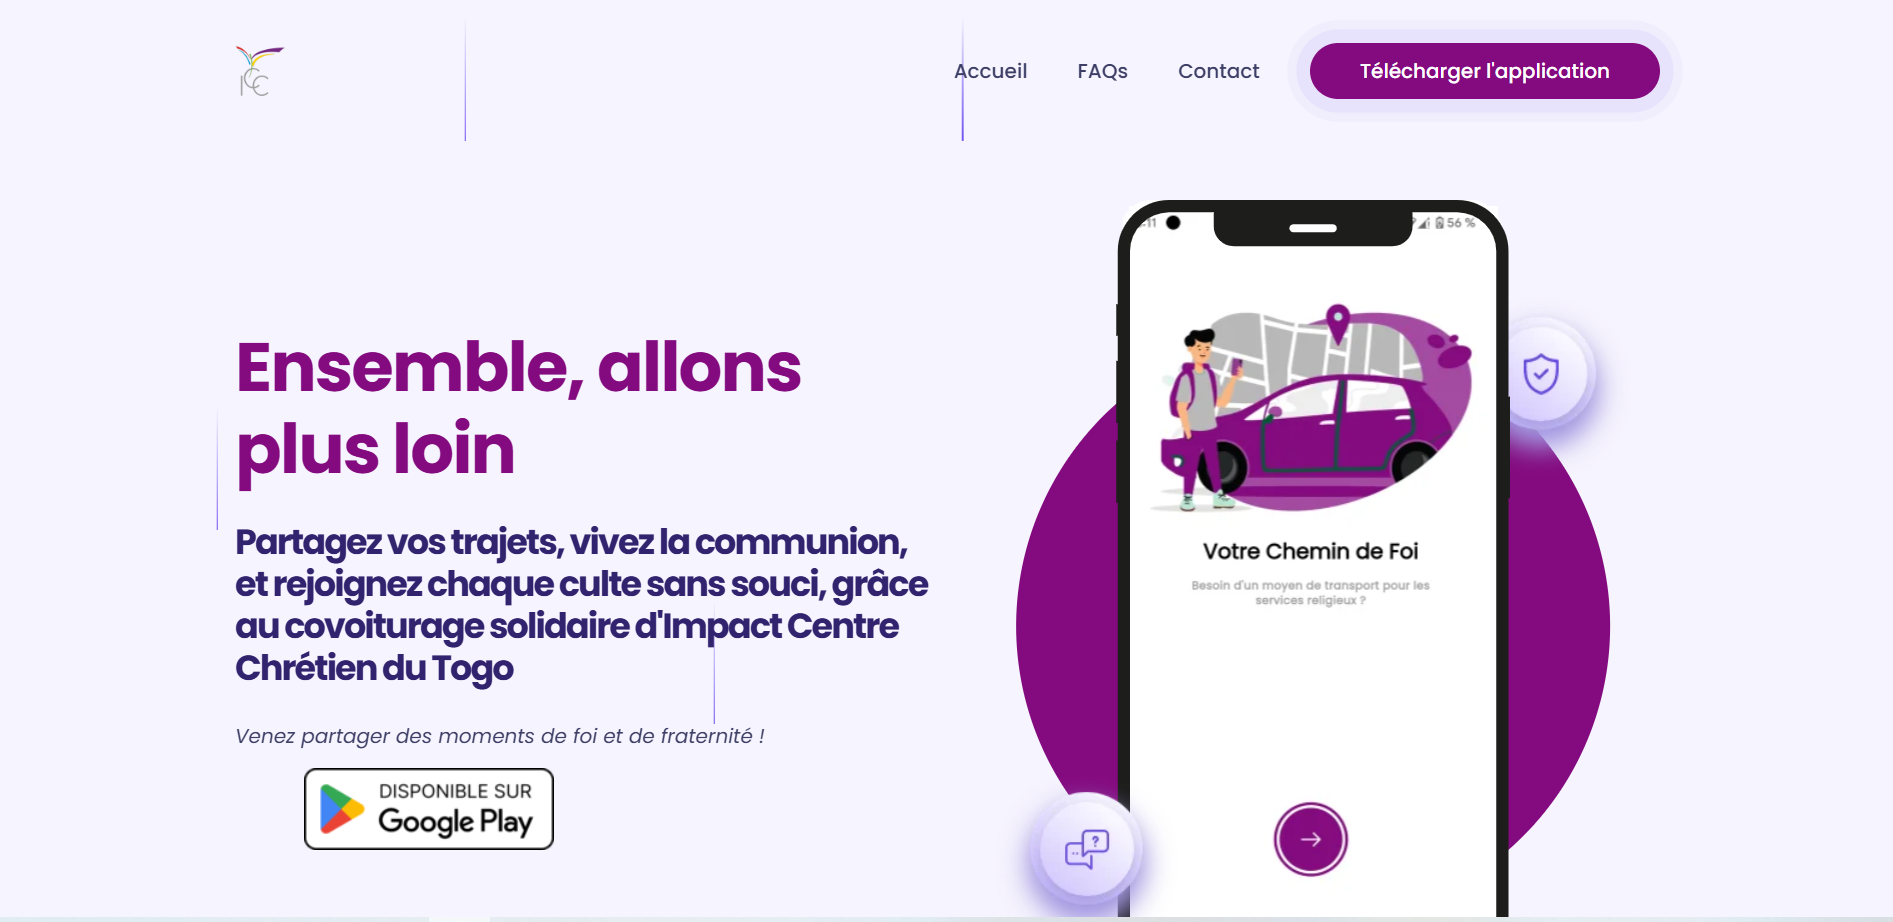 ICC
Accueil
FAQs
Contact
Télécharger l'application
56 %
Ensemble, allons
plus loin
Partagez vos trajets, vivez la communion,
et rejoignez chaque culte sans souci, grâce
au covoiturage solidaire d'Impact Centre
Chrétien du Togo
Venez partager des moments de foi et de fraternité !
DISPONIBLE SUR
Google Play
Votre Chemin de Foi
Besoin d'un moyen de transport pour les
services religieux ?